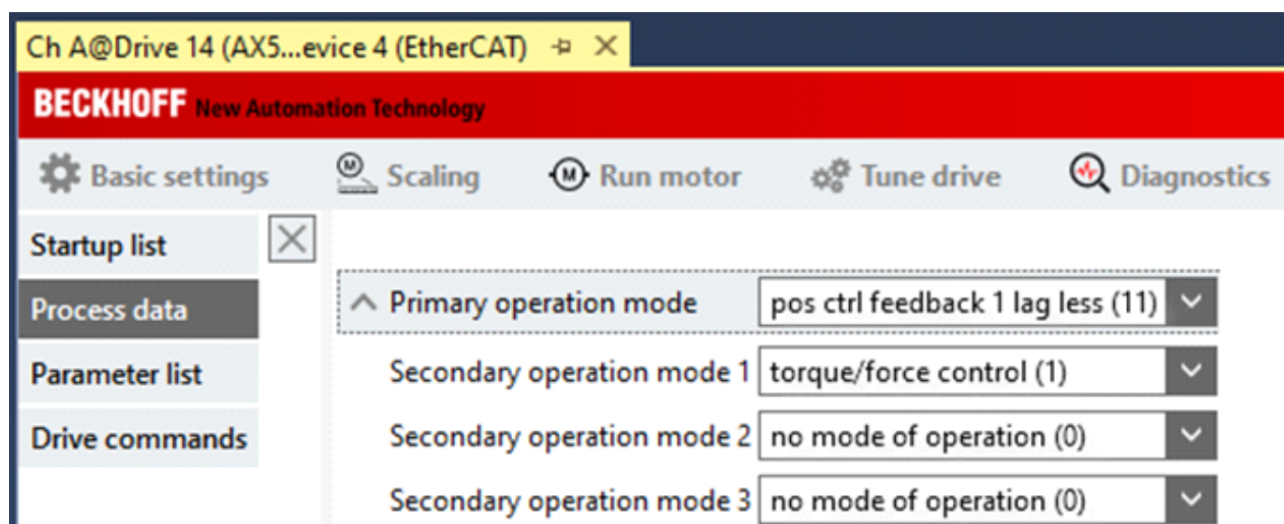 Ch A@Drive 14 (AX5...evice 4 (EtherCAT)
BECKHOFF New Automation Technology
Basic settings Scaling Run motor Tune drive Diagnostics
Startup list
Process data
Parameter list
Drive commands
Primary operation mode pos ctrl feedback 1 lag less (11)
Secondary operation mode 1 torque/force control (1)
Secondary operation mode 2 no mode of operation (0)
Secondary operation mode 3 no mode of operation (0)